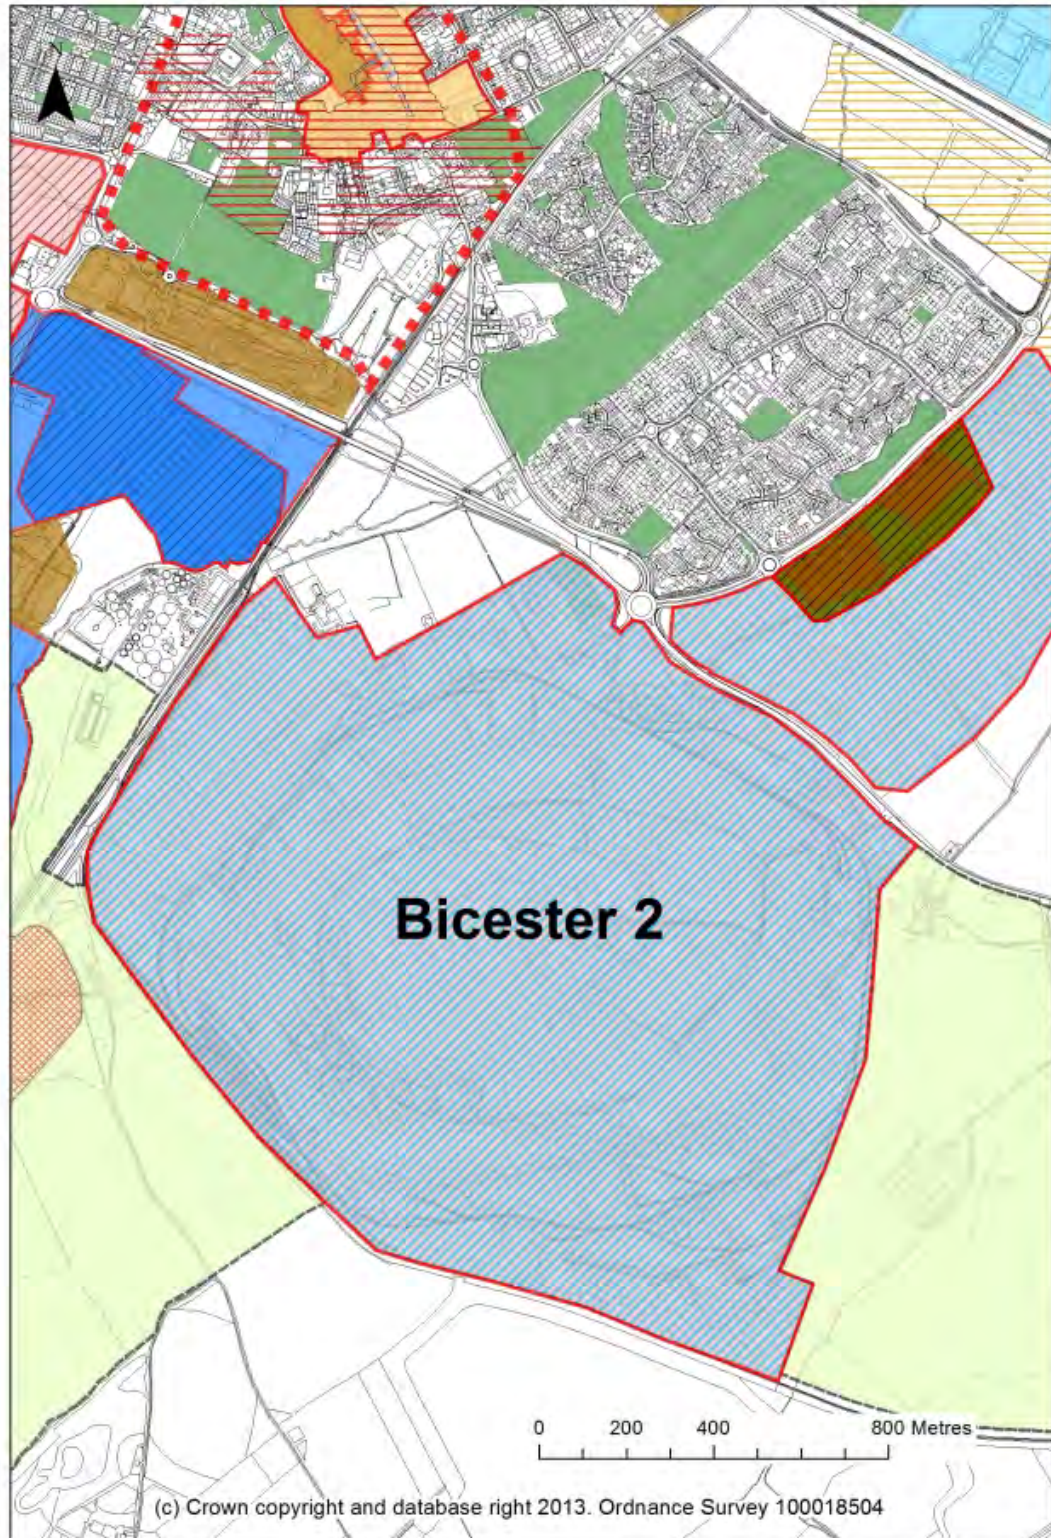 N
Bicester 2
0 200 400 800 Metres
(c) Crown copyright and database right 2013. Ordnance Survey 100018504